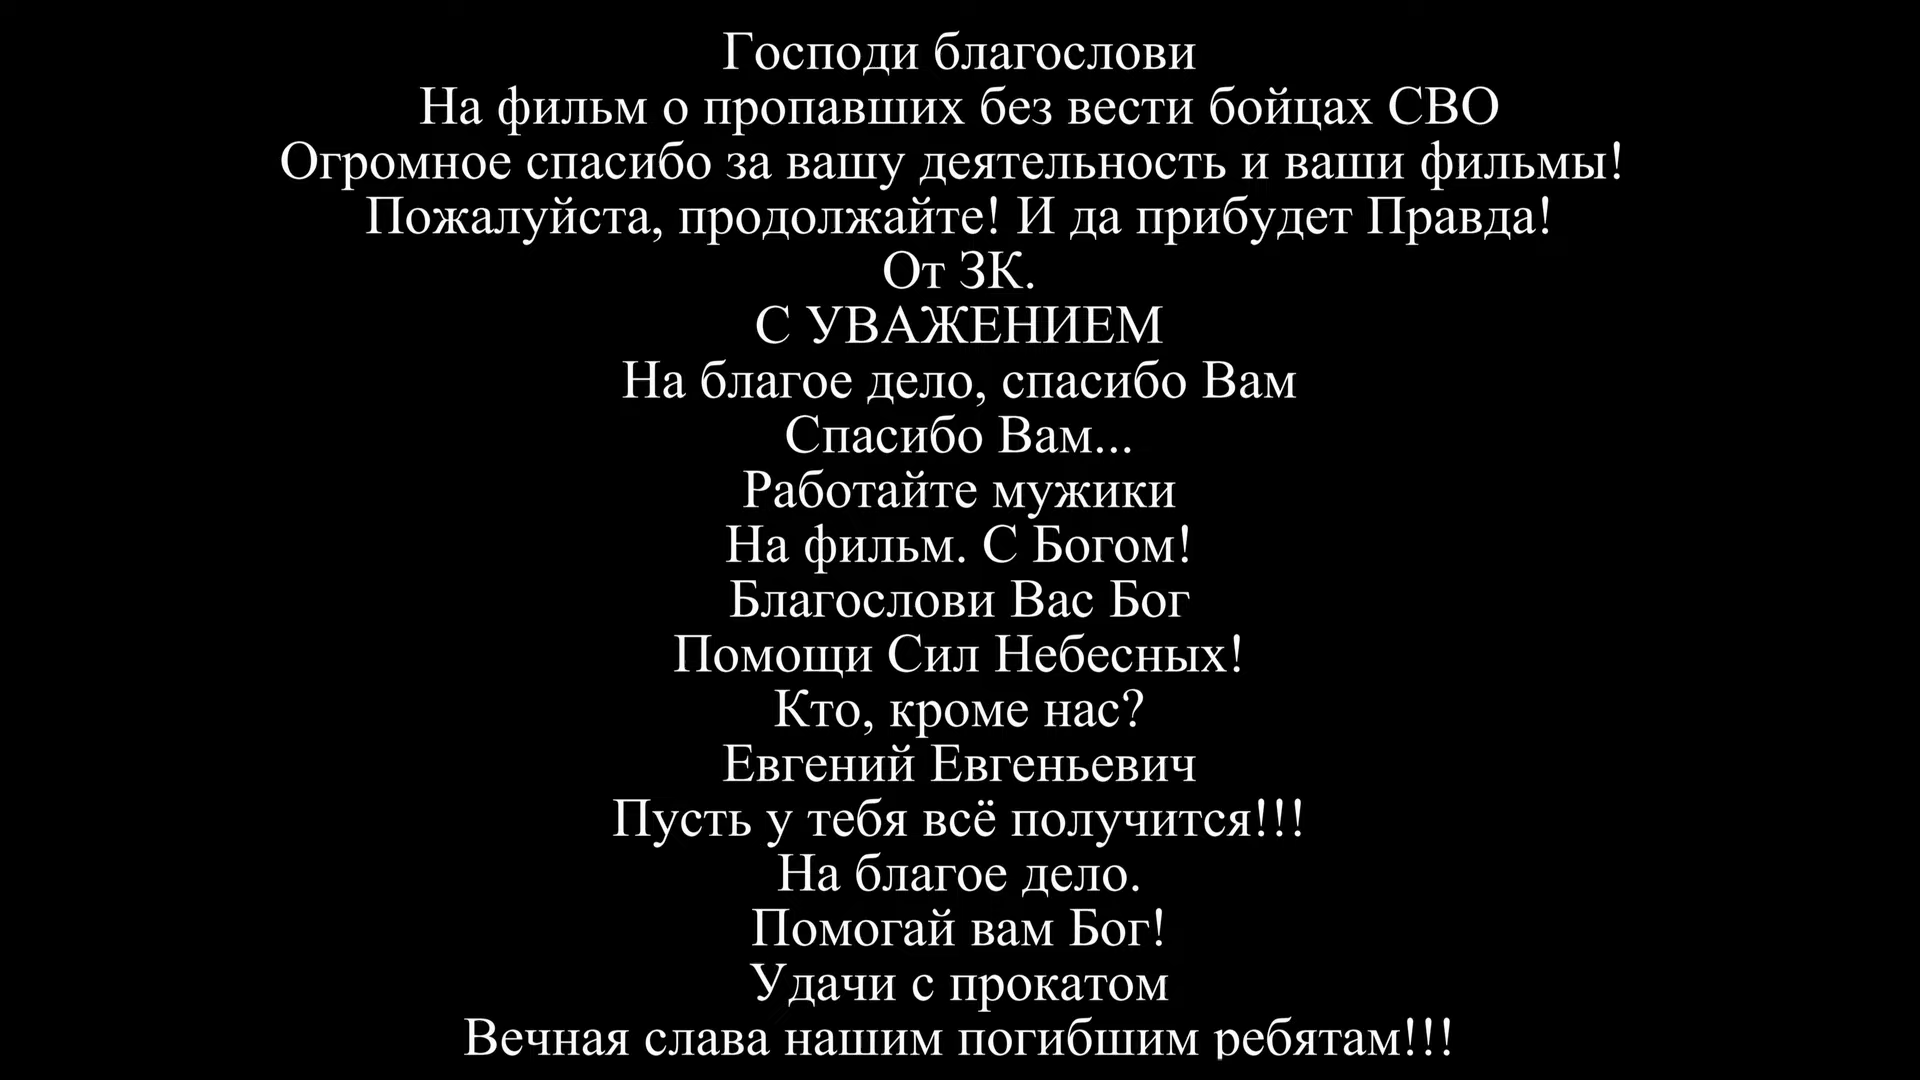 Господи благослови
На фильм о пропавших без вести бойцах СВО
Огромное спасибо за вашу деятельность и ваши фильмы!
Пожалуйста, продолжайте! И да прибудет Правда!
От ЗК.
С УВАЖЕНИЕМ
На благое дело, спасибо Вам
Спасибо Вам...
Работайте мужики
На фильм. С Богом!
Благослови Вас Бог
Помощи Сил Небесных!
Кто, кроме нас?
Евгений Евгеньевич
Пусть у тебя всё получится!!!
На благое дело.
Помогай вам Бог!
Удачи с прокатом
Вечная слава нашим погибшим ребятам!!!